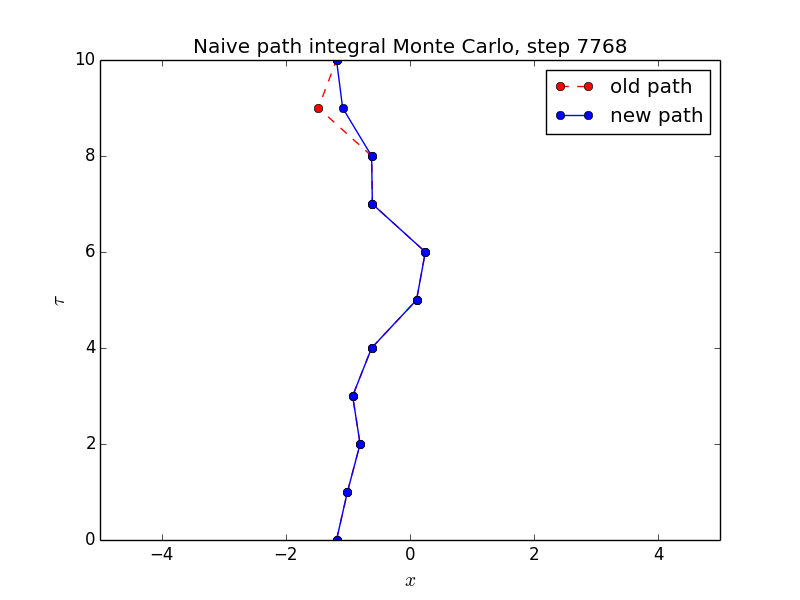 Naive path integral Monte Carlo, step 7768
old path
new path
10
8
6
4
2
0
τ
−4
−2
0
2
4
x